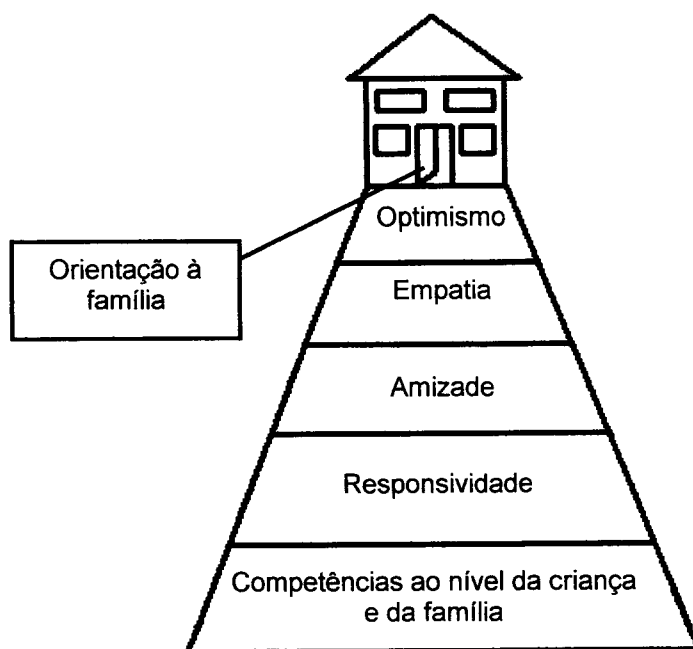 Optimismo
Orientação à
família
Empatia
Amizade
Responsividade
Competências ao nível da criança
e da família